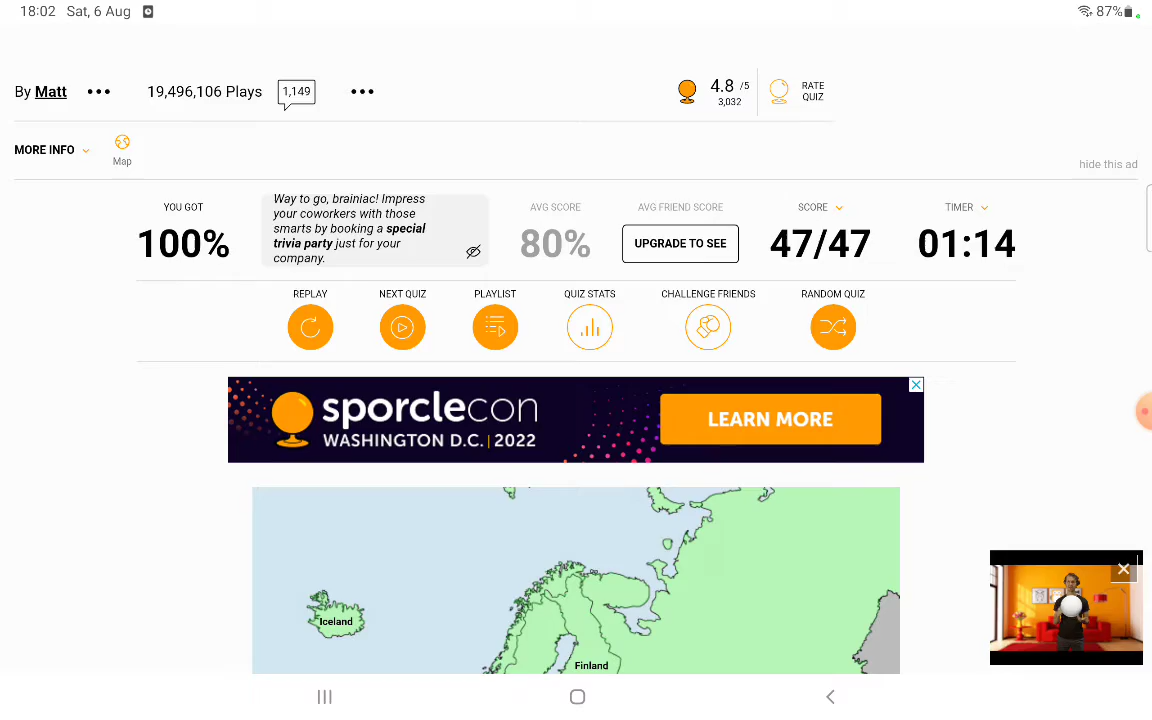 18:02 Sat, 6 Aug
87%
By Matt ••• 19,496,106 Plays 1,149 •••
4.8 /5
3,032
RATE
QUIZ
MORE INFO
Map
hide this ad
YOU GOT
100%
Way to go, brainiac! Impress
your coworkers with those
smarts by booking a special
trivia party just for your
company.
AVG SCORE
80%
AVG FRIEND SCORE
UPGRADE TO SEE
SCORE
47/47
TIMER
01:14
REPLAY
NEXT QUIZ
PLAYLIST
QUIZ STATS
CHALLENGE FRIENDS
RANDOM QUIZ
sporclecon
WASHINGTON D.C. | 2022
LEARN MORE
Iceland
Finland